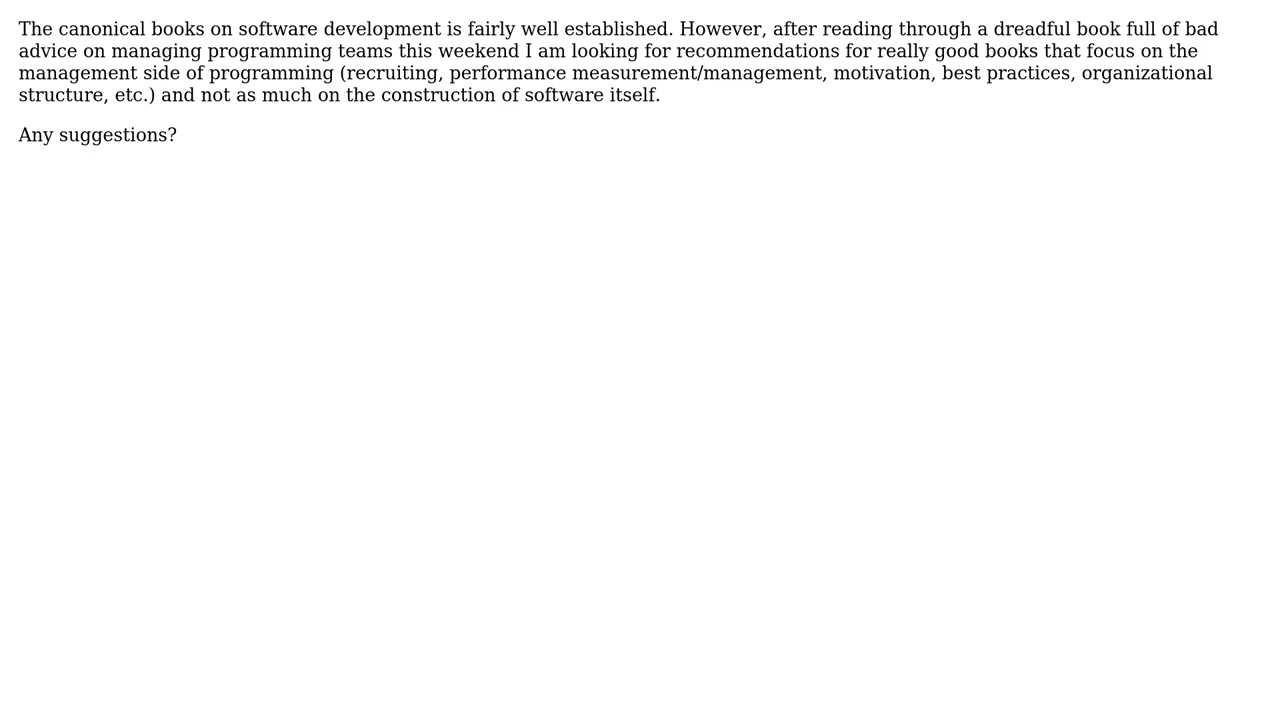 The canonical books on software development is fairly well established. However, after reading through a dreadful book full of bad
advice on managing programming teams this weekend I am looking for recommendations for really good books that focus on the
management side of programming (recruiting, performance measurement/management, motivation, best practices, organizational
structure, etc.) and not as much on the construction of software itself.
Any suggestions?